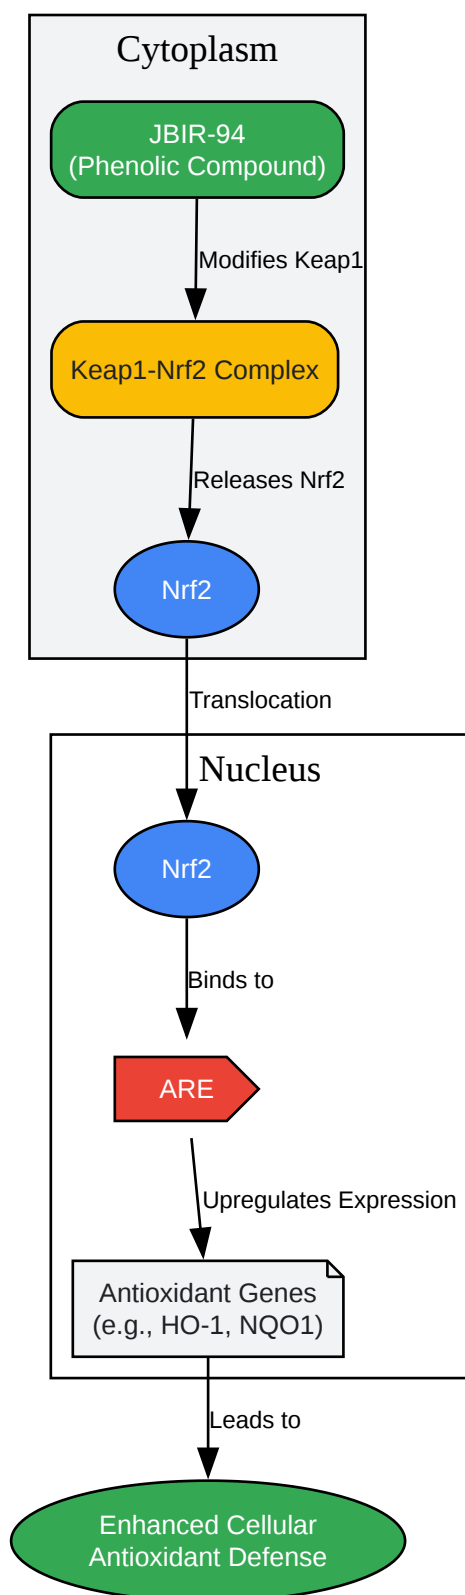 Cytoplasm
JBIR-94
(Phenolic Compound)
Modifies Keap1
Keap1-Nrf2 Complex
Releases Nrf2
Nrf2
Translocation
Nucleus
Nrf2
Binds to
ARE
Upregulates Expression
Antioxidant Genes
(e.g., HO-1, NQO1)
Leads to
Enhanced Cellular
Antioxidant Defense